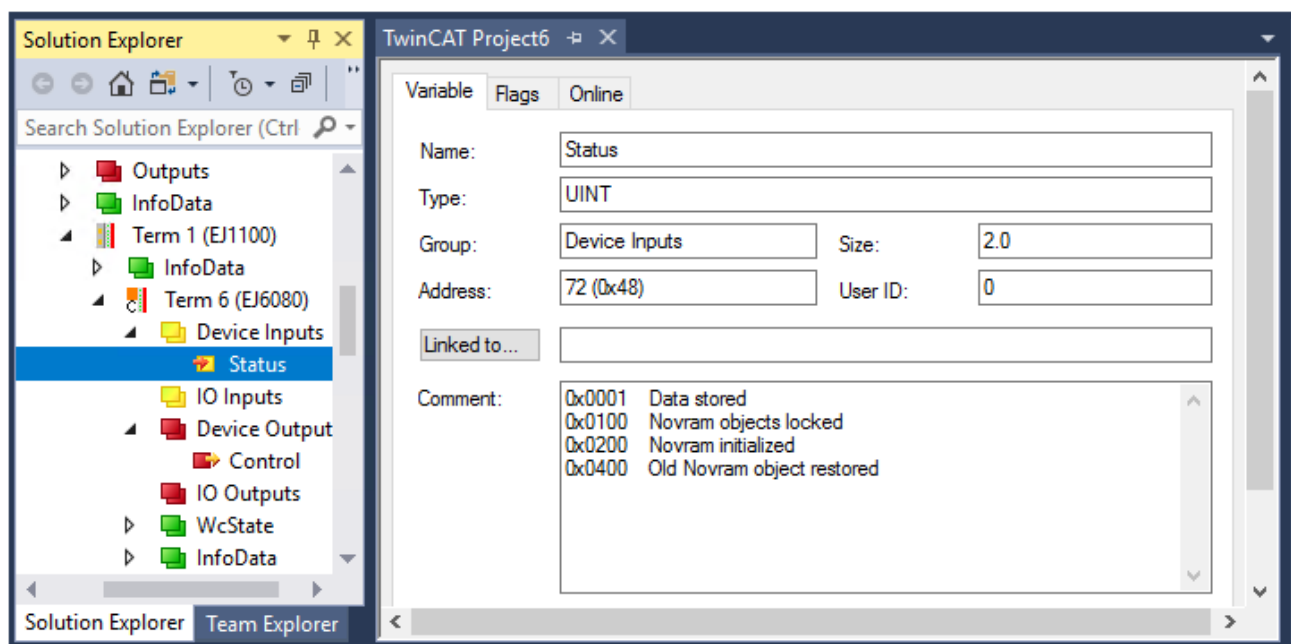 Solution Explorer
Search Solution Explorer (Ctrl
Outputs
InfoData
Term 1 (EJ1100)
InfoData
Term 6 (EJ6080)
Device Inputs
Status
IO Inputs
Device Output
Control
IO Outputs
WcState
InfoData
Solution Explorer Team Explorer
TwinCAT Project6
Variable Flags Online
Name: Status
Type: UINT
Group: Device Inputs Size: 2.0
Address: 72 (0x48) User ID: 0
Linked to...
Comment: 0x0001 Data stored
0x0100 Novram objects locked
0x0200 Novram initialized
0x0400 Old Novram object restored